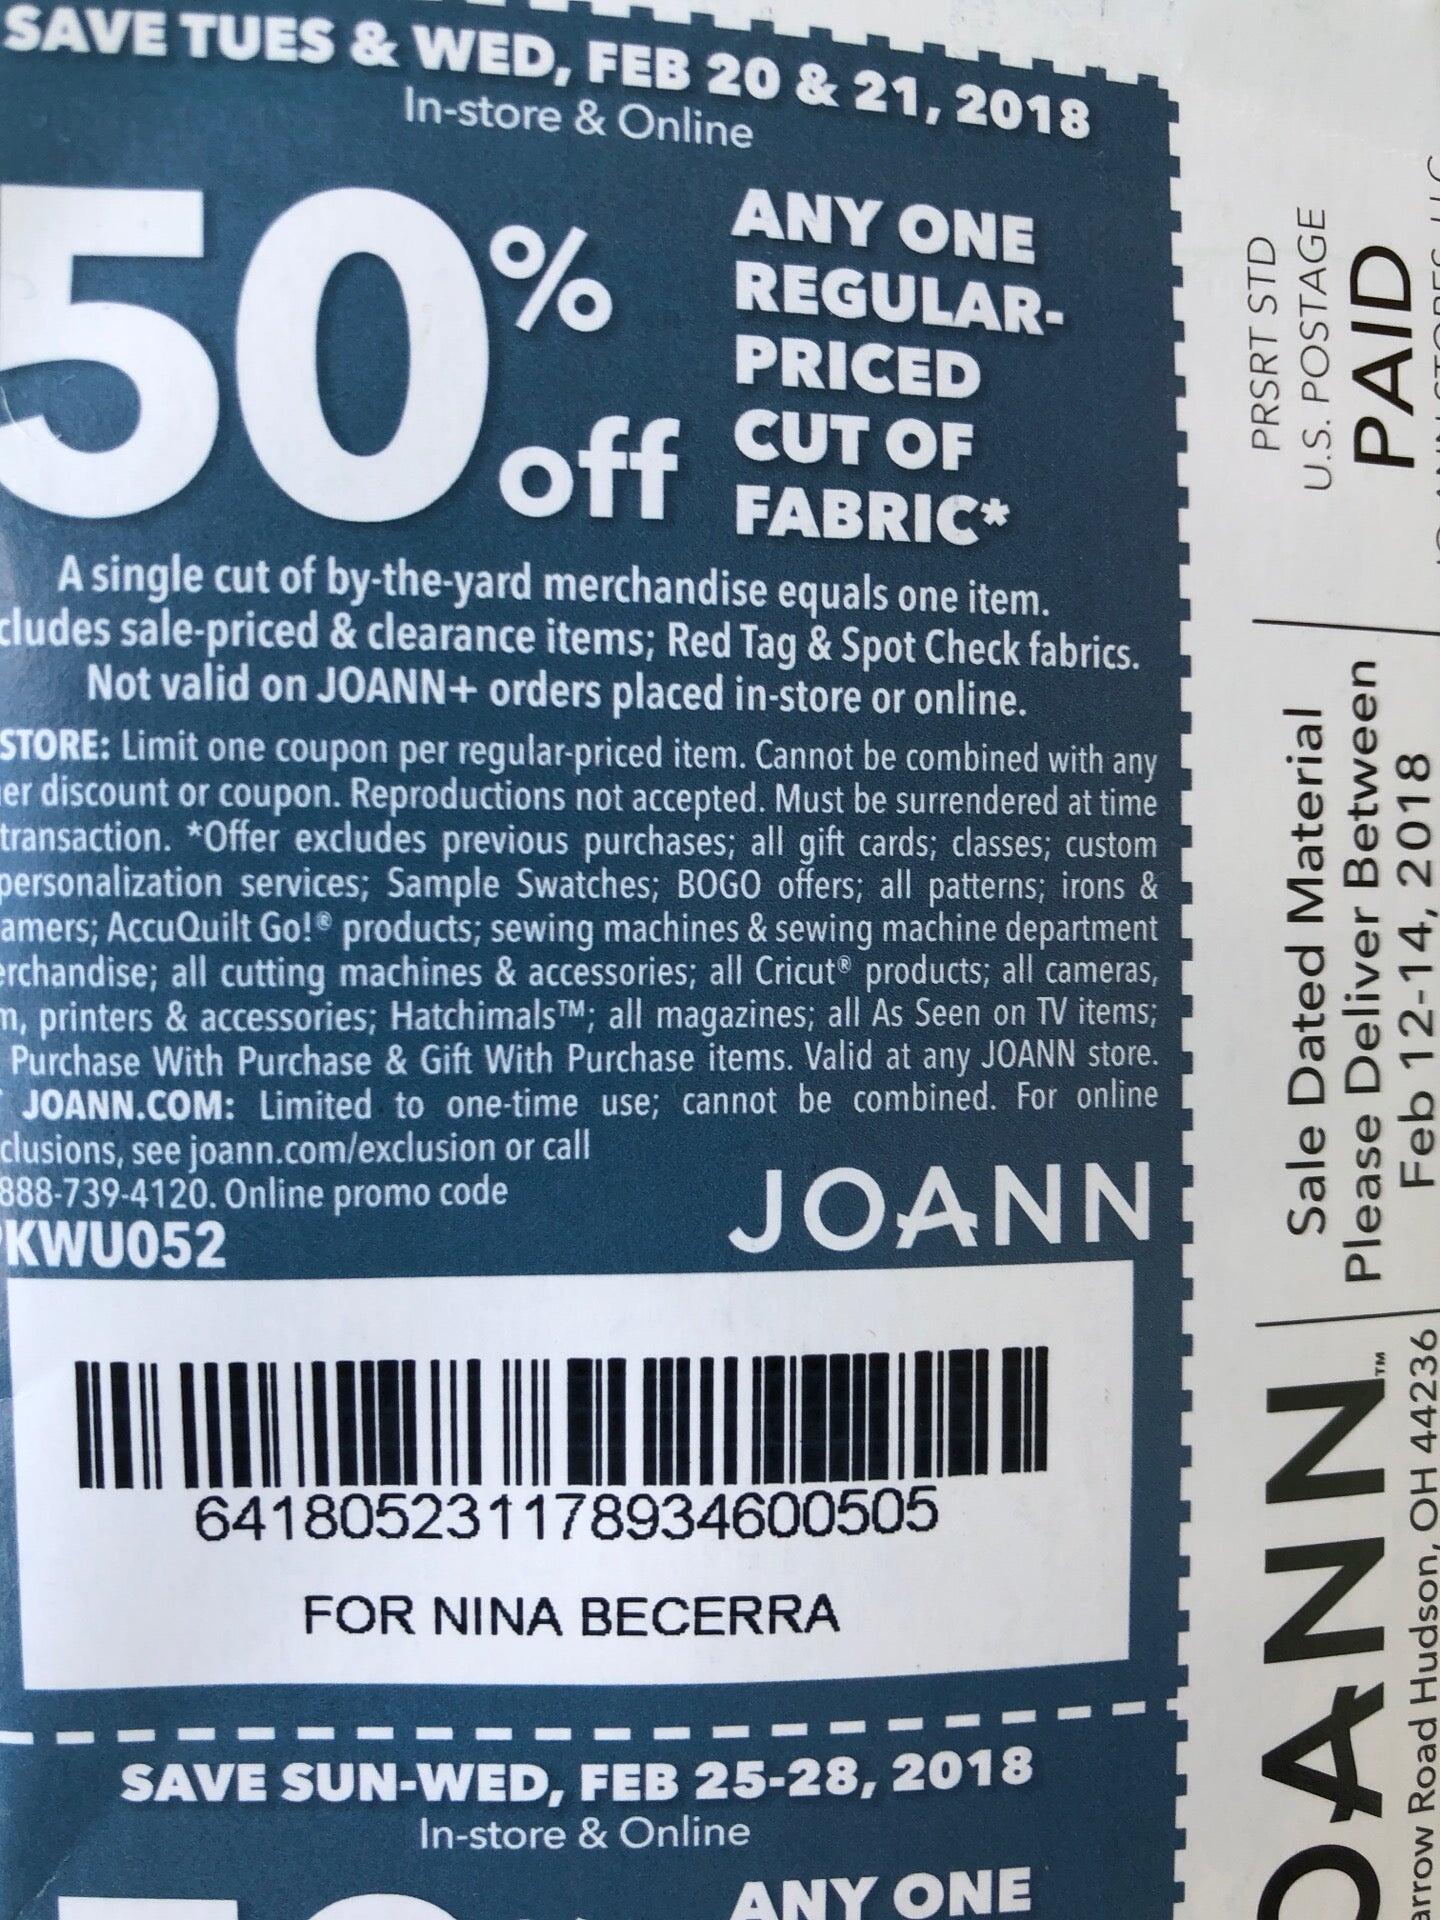 SAVE TUES & WED, FEB 20 & 21, 2018
In-store & Online
50% off
ANY ONE
REGULAR-
PRICED
CUT OF
FABRIC*
A single cut of by-the-yard merchandise equals one item.
cludes sale-priced & clearance items; Red Tag & Spot Check fabrics.
Not valid on JOANN+ orders placed in-store or online.
STORE: Limit one coupon per regular-priced item. Cannot be combined with any
er discount or coupon. Reproductions not accepted. Must be surrendered at time
transaction. *Offer excludes previous purchases; all gift cards; classes; custom
personalization services; Sample Swatches; BOGO offers; all patterns; irons &
amers; AccuQuilt Go!® products; sewing machines & sewing machine department
erchandise; all cutting machines & accessories; all Cricut® products; all cameras,
m, printers & accessories; Hatchimals™; all magazines; all As Seen on TV items;
Purchase With Purchase & Gift With Purchase items. Valid at any JOANN store.
JOANN.COM: Limited to one-time use; cannot be combined. For online
clusions, see joann.com/exclusion or call
888-739-4120. Online promo code
KWU052
JOANN
641805231178934600505
FOR NINA BECERRA
SAVE SUN-WED, FEB 25-28, 2018
In-store & Online
ANY ONE
PRSRT STD
U.S. POSTAGE
PAID
Sale Dated Material
Please Deliver Between
Feb 12-14, 2018
OANN™
arrow Road Hudson, OH 44236